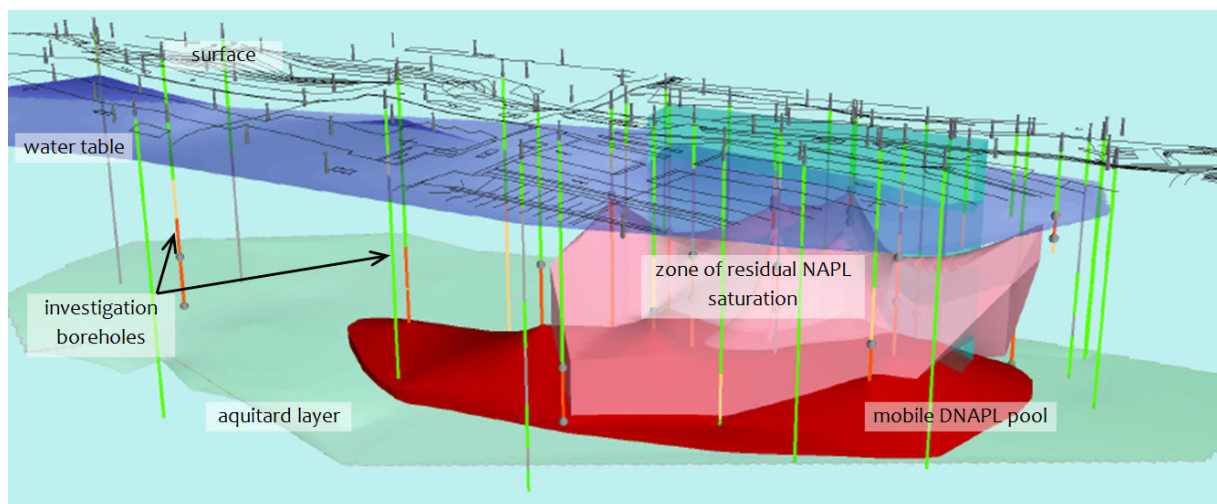 surface
water table
zone of residual NAPL
saturation
investigation
boreholes
aquitard layer
mobile DNAPL pool